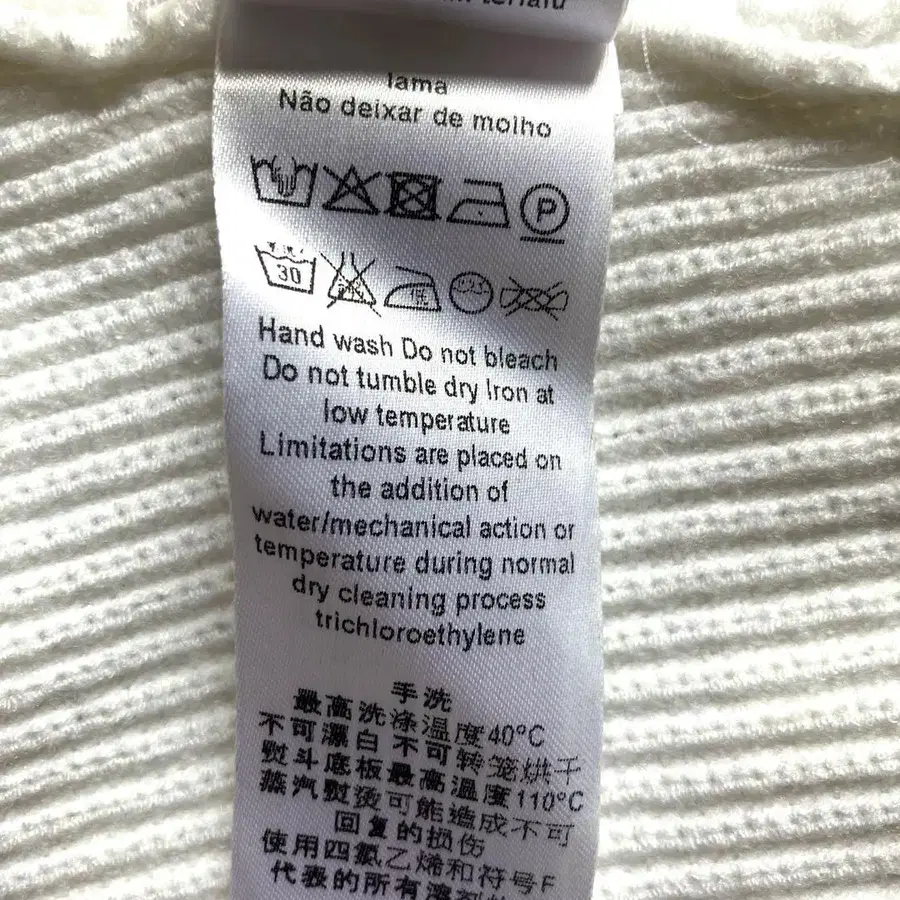 lama
Não deixar de molho
P
30
Hand wash Do not bleach
Do not tumble dry Iron at
low temperature
Limitations are placed on
the addition of
water/mechanical action or
temperature during normal
dry cleaning process
trichloroethylene
手洗
最高洗涤温度40°C
不可漂白 不可转笼烘干
熨斗底板最高温度110°C
蒸汽熨烫可能造成不可
回复的损伤
使用四氯乙烯和符号F
代表的所有溶剂